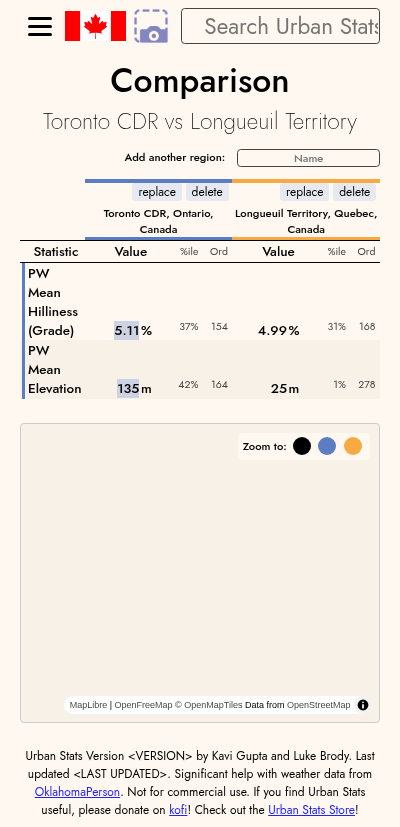 Search Urban Stats
Comparison
Toronto CDR vs Longueuil Territory
Add another region: Name
replace delete replace delete
Toronto CDR, Ontario, Canada Longueuil Territory, Quebec, Canada
Statistic Value %ile Ord Value %ile Ord
PW Mean Hilliness (Grade) 5.11% 37% 154 4.99% 31% 168
PW Mean Elevation 135m 42% 164 25m 1% 278
Zoom to:
MapLibre | OpenFreeMap © OpenMapTiles Data from OpenStreetMap
Urban Stats Version <VERSION> by Kavi Gupta and Luke Brody. Last
updated <LAST UPDATED>. Significant help with weather data from
OklahomaPerson. Not for commercial use. If you find Urban Stats
useful, please donate on kofi! Check out the Urban Stats Store!